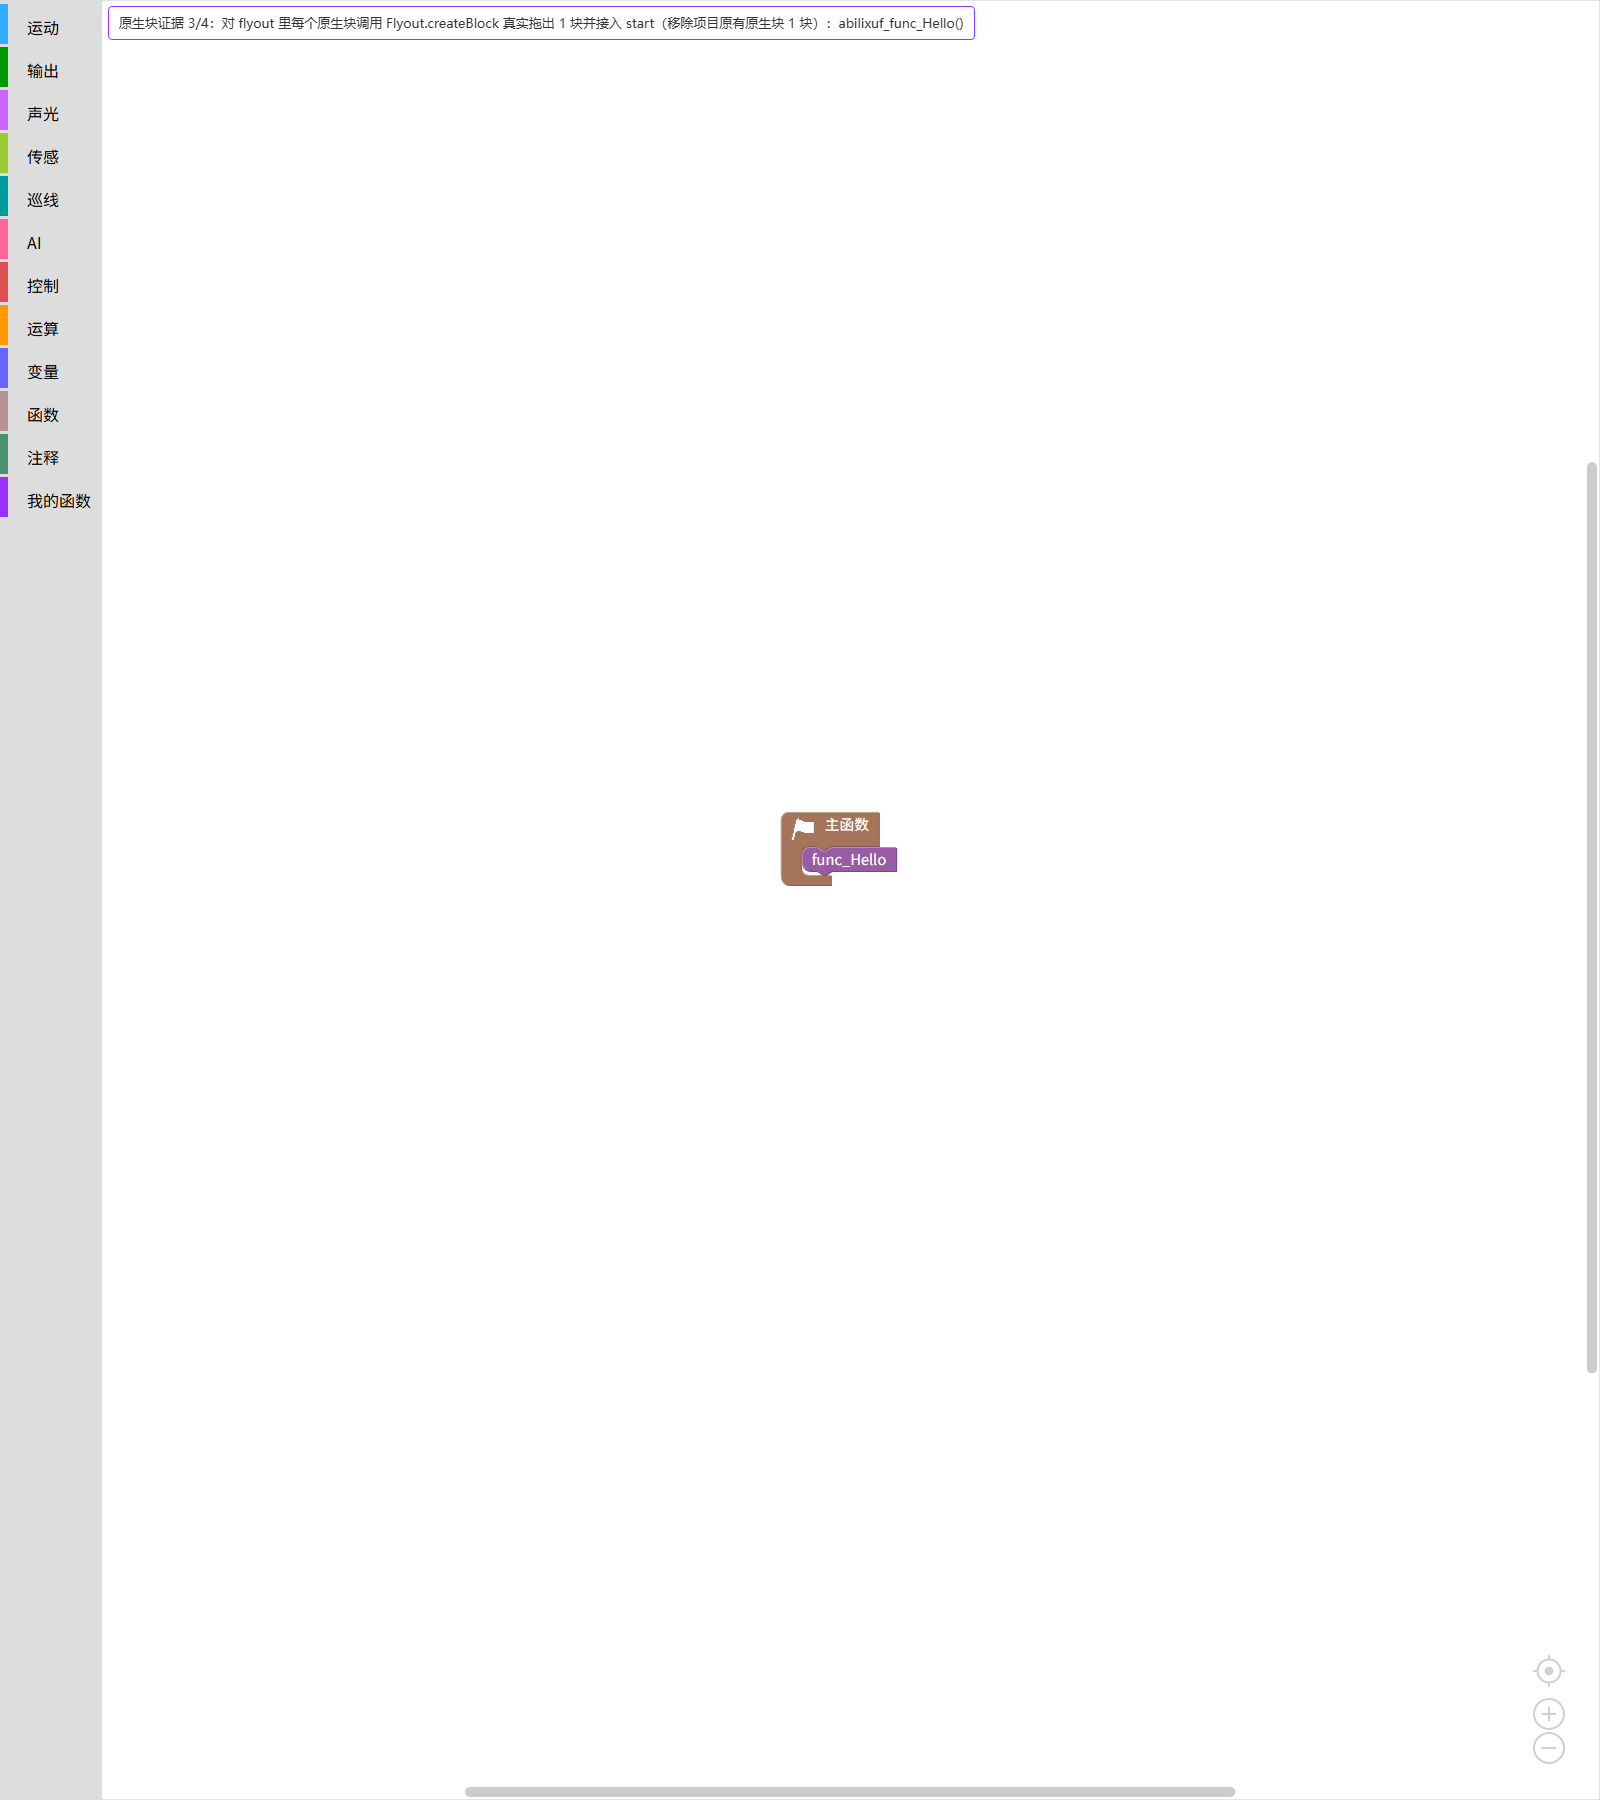 原生块证据 3/4：对 flyout 里每个原生块调用 Flyout.createBlock 真实拖出 1 块并接入 start（移除项目原有原生块 1 块）：abilixuf_func_Hello()
运动
输出
声光
传感
巡线
AI
控制
运算
变量
函数
注释
我的函数
主函数
func_Hello